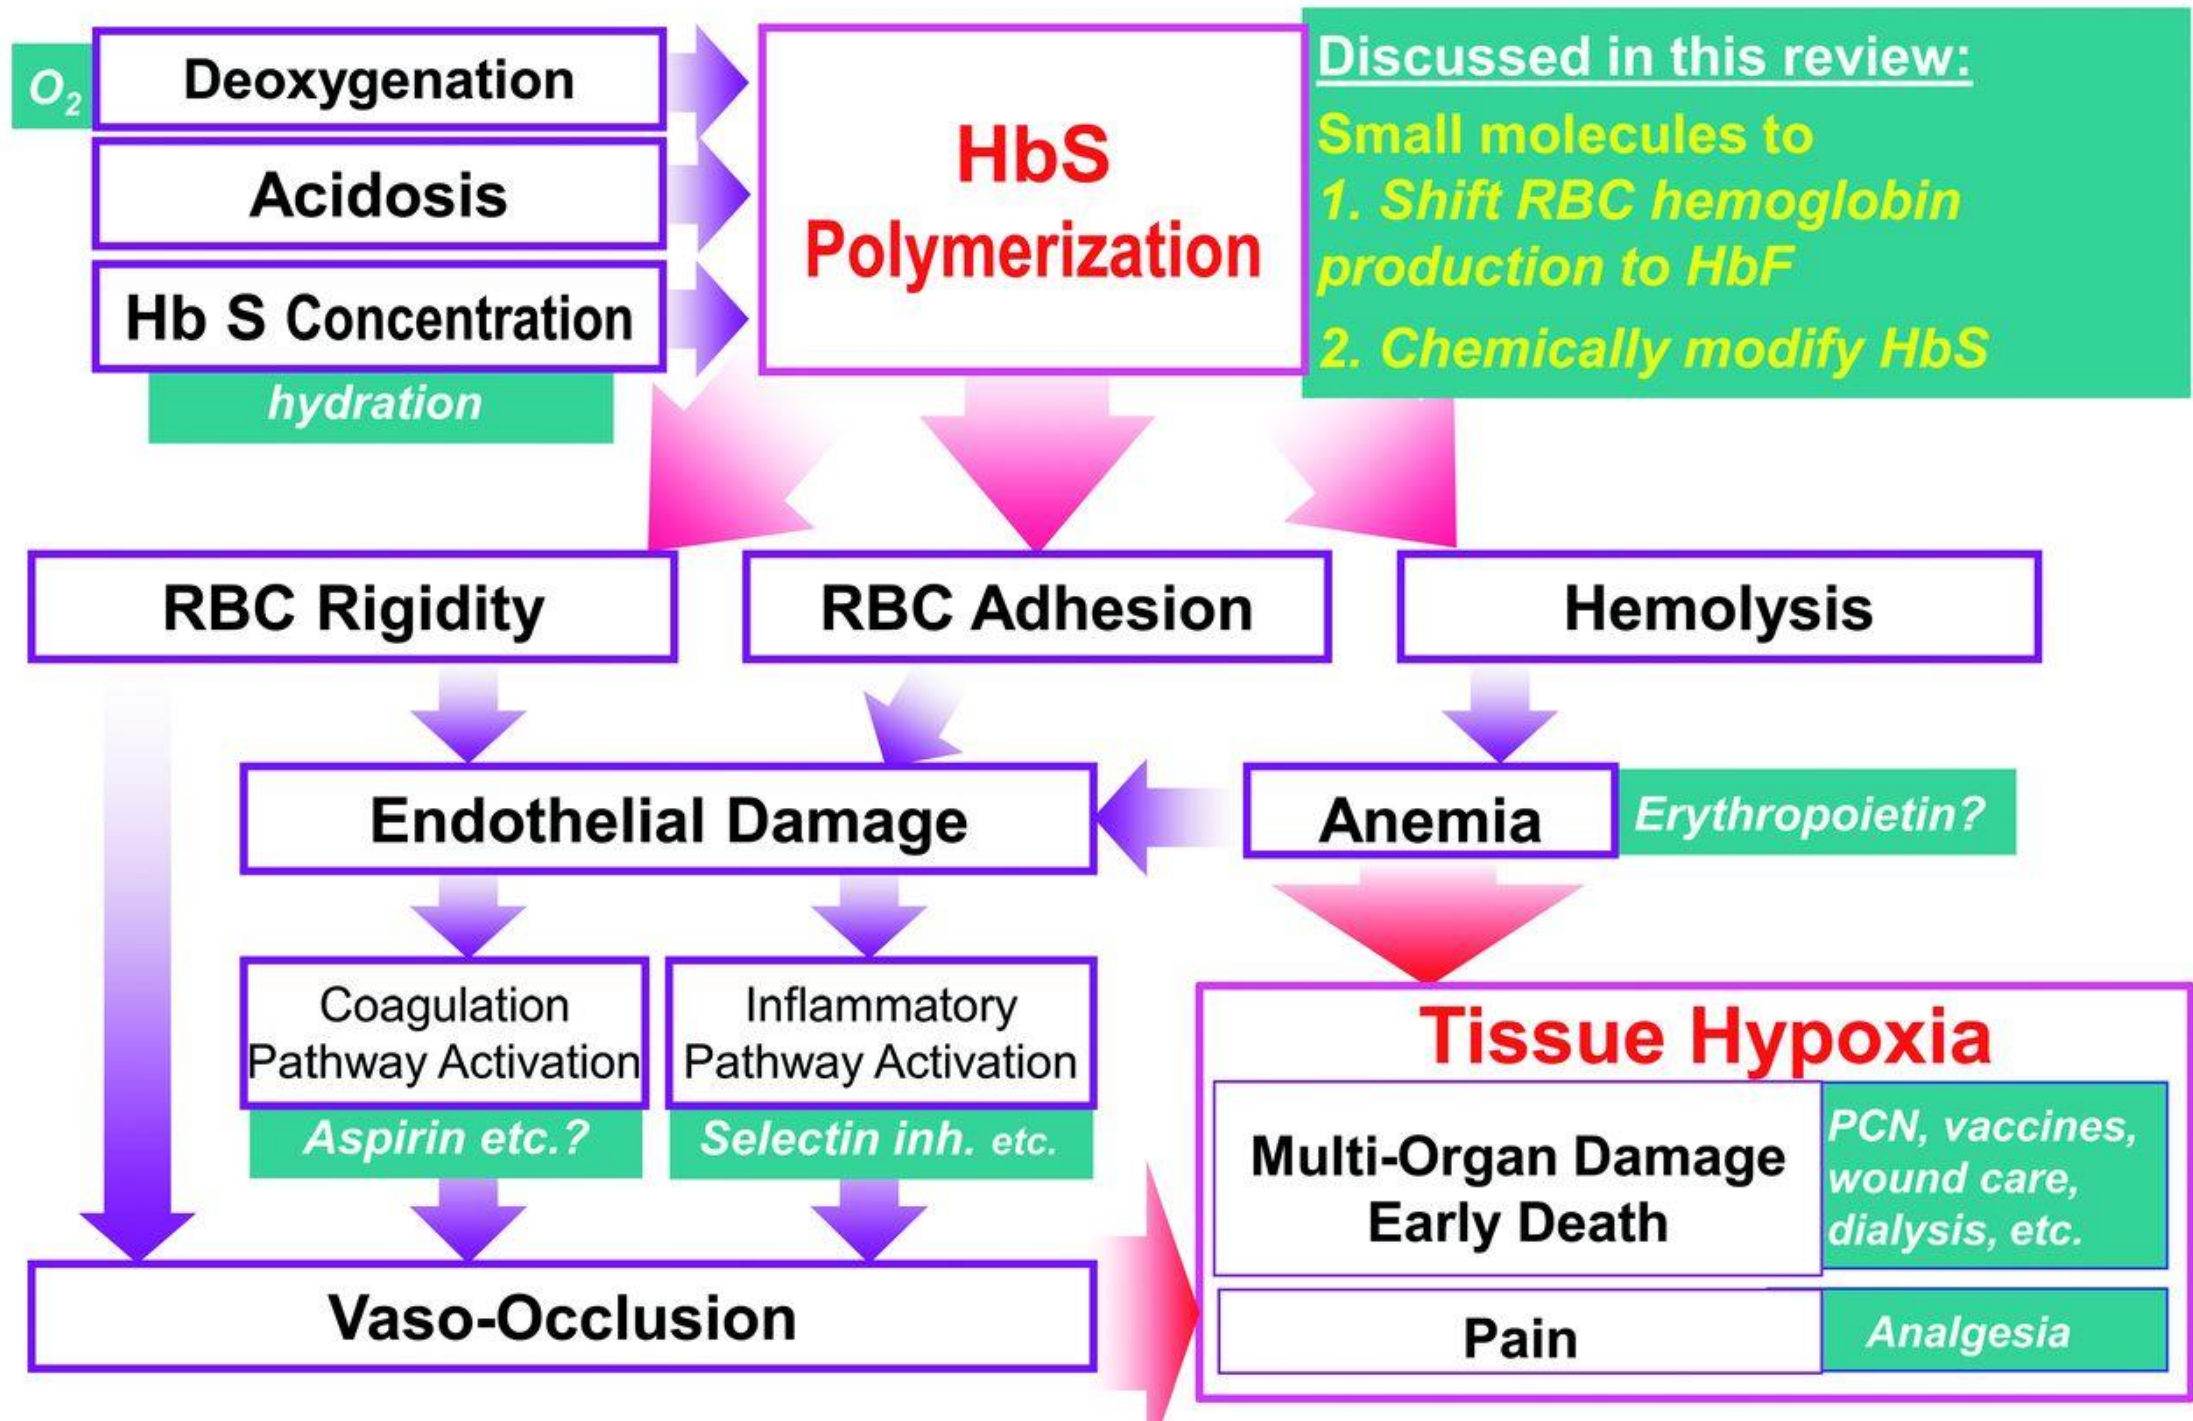 O2
Deoxygenation
Acidosis
Hb S Concentration
hydration
HbS
Polymerization
Discussed in this review:
Small molecules to
1. Shift RBC hemoglobin
production to HbF
2. Chemically modify HbS
RBC Rigidity
RBC Adhesion
Hemolysis
Endothelial Damage
Anemia
Erythropoietin?
Coagulation
Pathway Activation
Aspirin etc.?
Inflammatory
Pathway Activation
Selectin inh. etc.
Vaso-Occlusion
Tissue Hypoxia
Multi-Organ Damage
Early Death
PCN, vaccines,
wound care,
dialysis, etc.
Pain
Analgesia